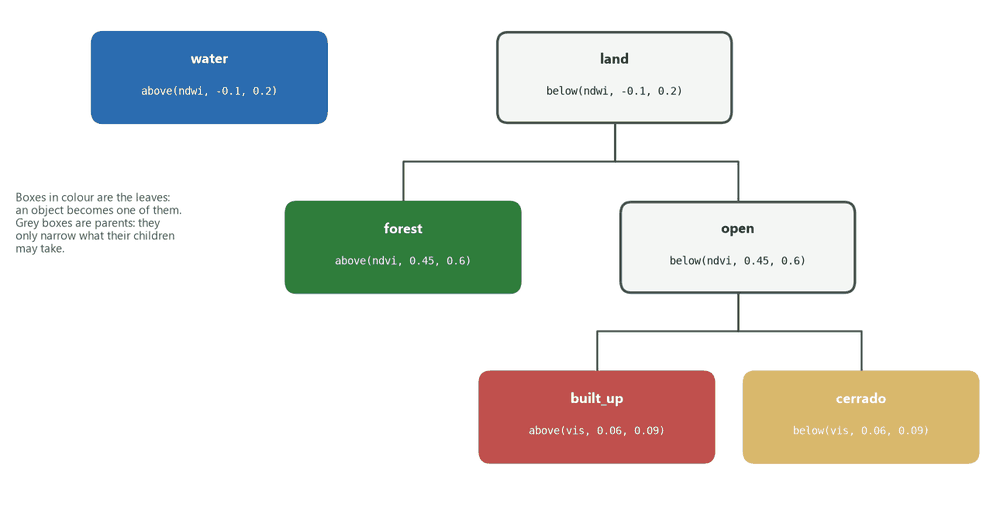 water
above(ndwi, -0.1, 0.2)
land
below(ndwi, -0.1, 0.2)
Boxes in colour are the leaves:
an object becomes one of them.
Grey boxes are parents: they
only narrow what their children
may take.
forest
above(ndvi, 0.45, 0.6)
open
below(ndvi, 0.45, 0.6)
built_up
above(vis, 0.06, 0.09)
cerrado
below(vis, 0.06, 0.09)